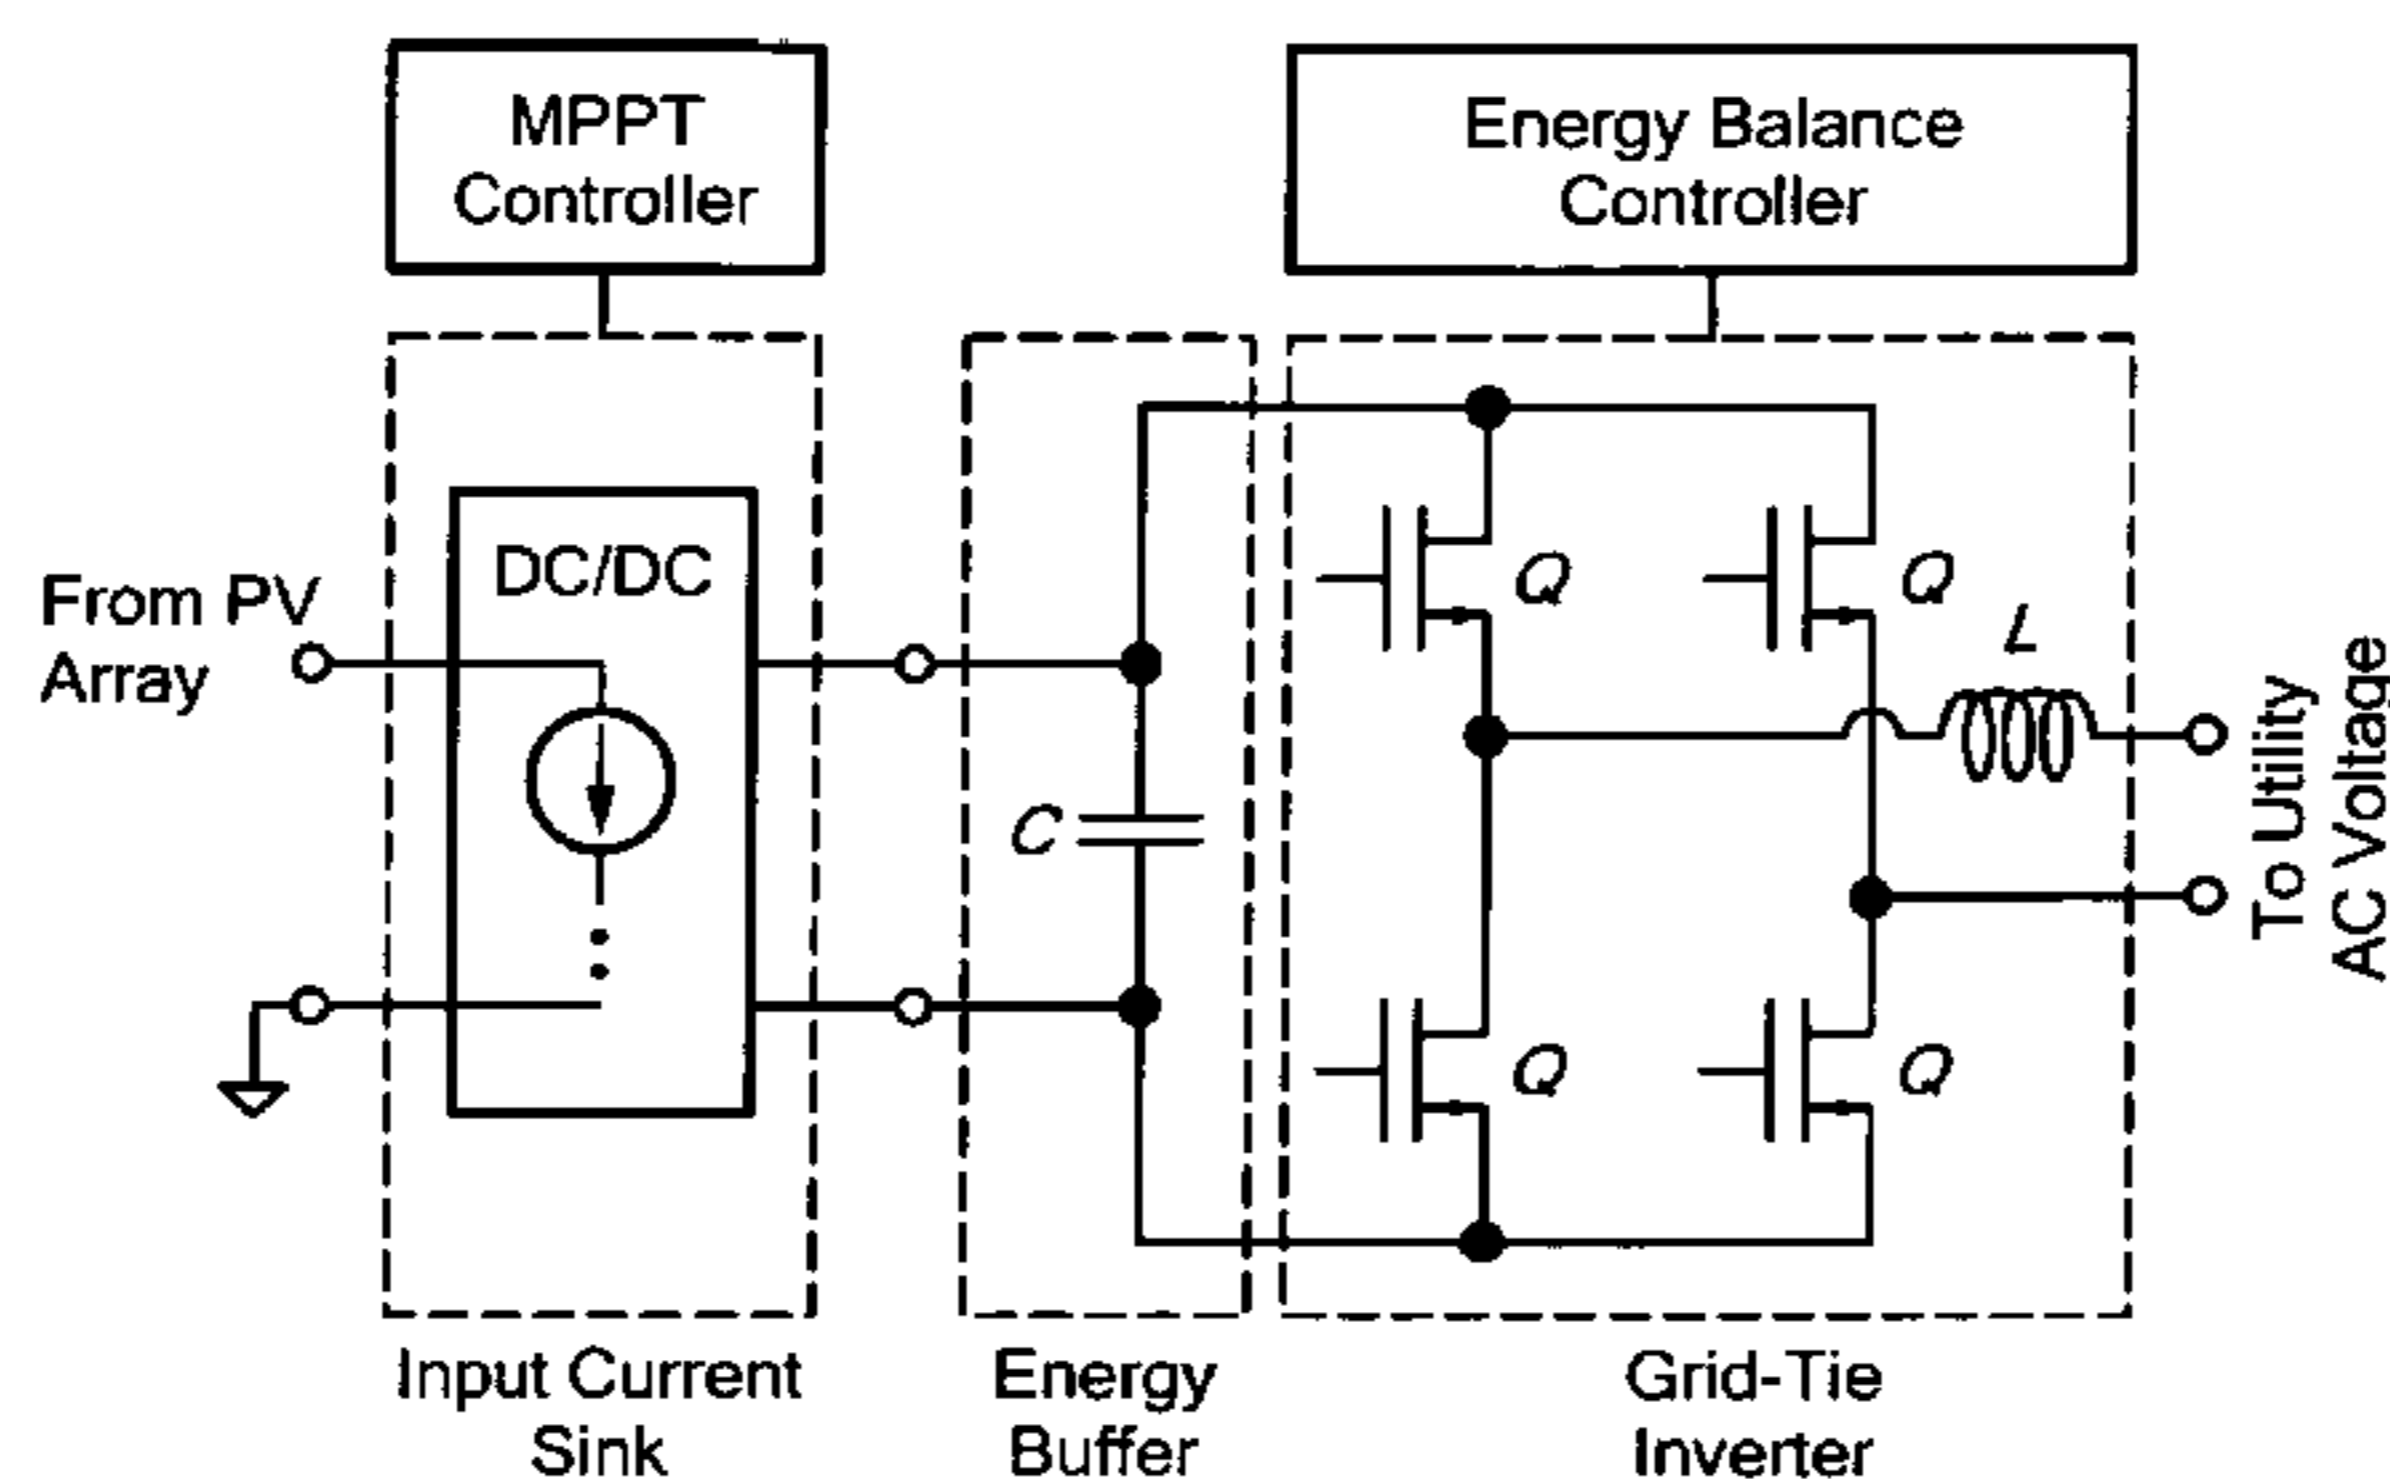 MPPT
Controller
Energy Balance
Controller
From PV
Array
DC/DC
C
Q
Q
L
Q
Q
To Utility
AC Voltage
Input Current
Sink
Energy
Buffer
Grid-Tie
Inverter